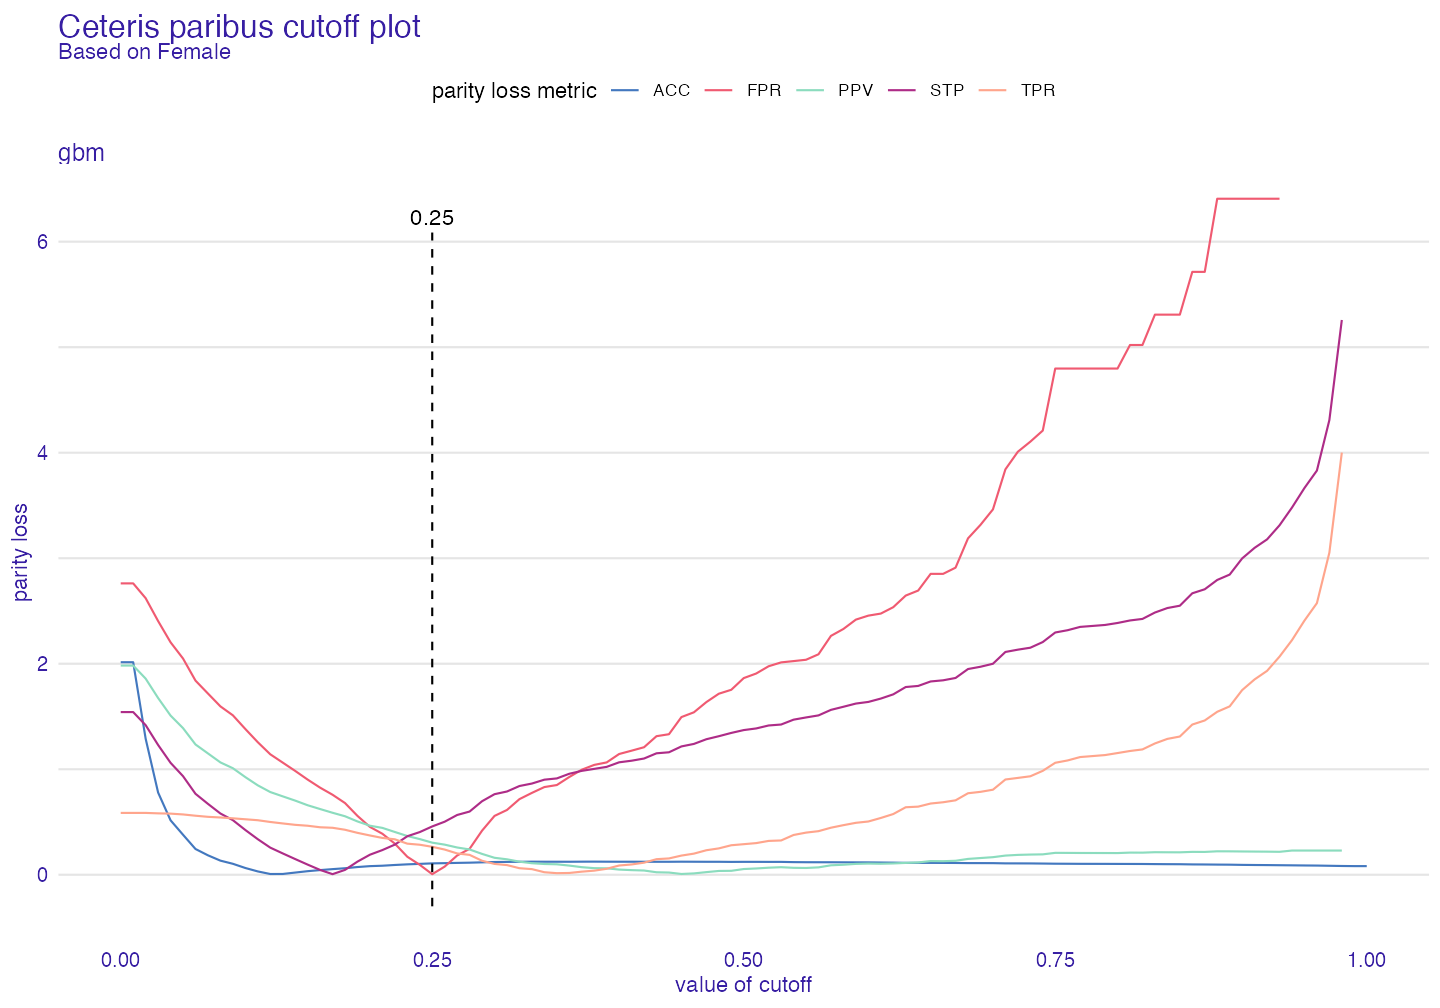 Ceteris paribus cutoff plot
Based on Female
parity loss metric ACC FPR PPV STP TPR
gbm
0.25
6
4
2
0
parity loss
0.00 0.25 0.50 0.75 1.00
value of cutoff